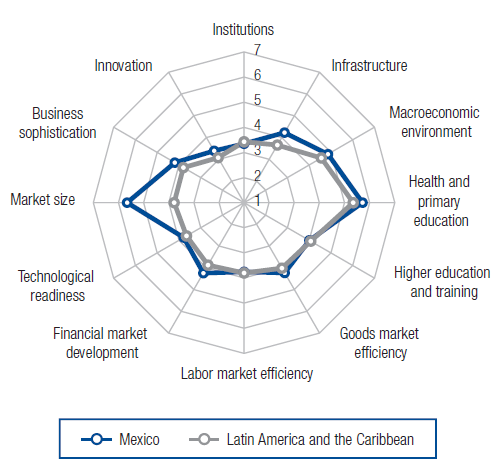 Institutions
7
6
5
4
3
2
1
Innovation
Infrastructure
Business
sophistication
Macroeconomic
environment
Market size
Health and
primary
education
Technological
readiness
Higher education
and training
Financial market
development
Goods market
efficiency
Labor market efficiency
Mexico
Latin America and the Caribbean